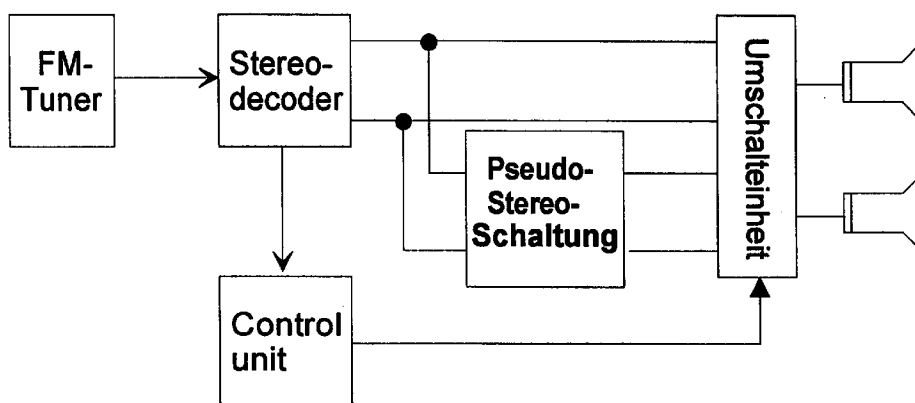 FM-
Tuner
Stereo-
decoder
Pseudo-
Stereo-
Schaltung
Umschalteinheit
Control
unit